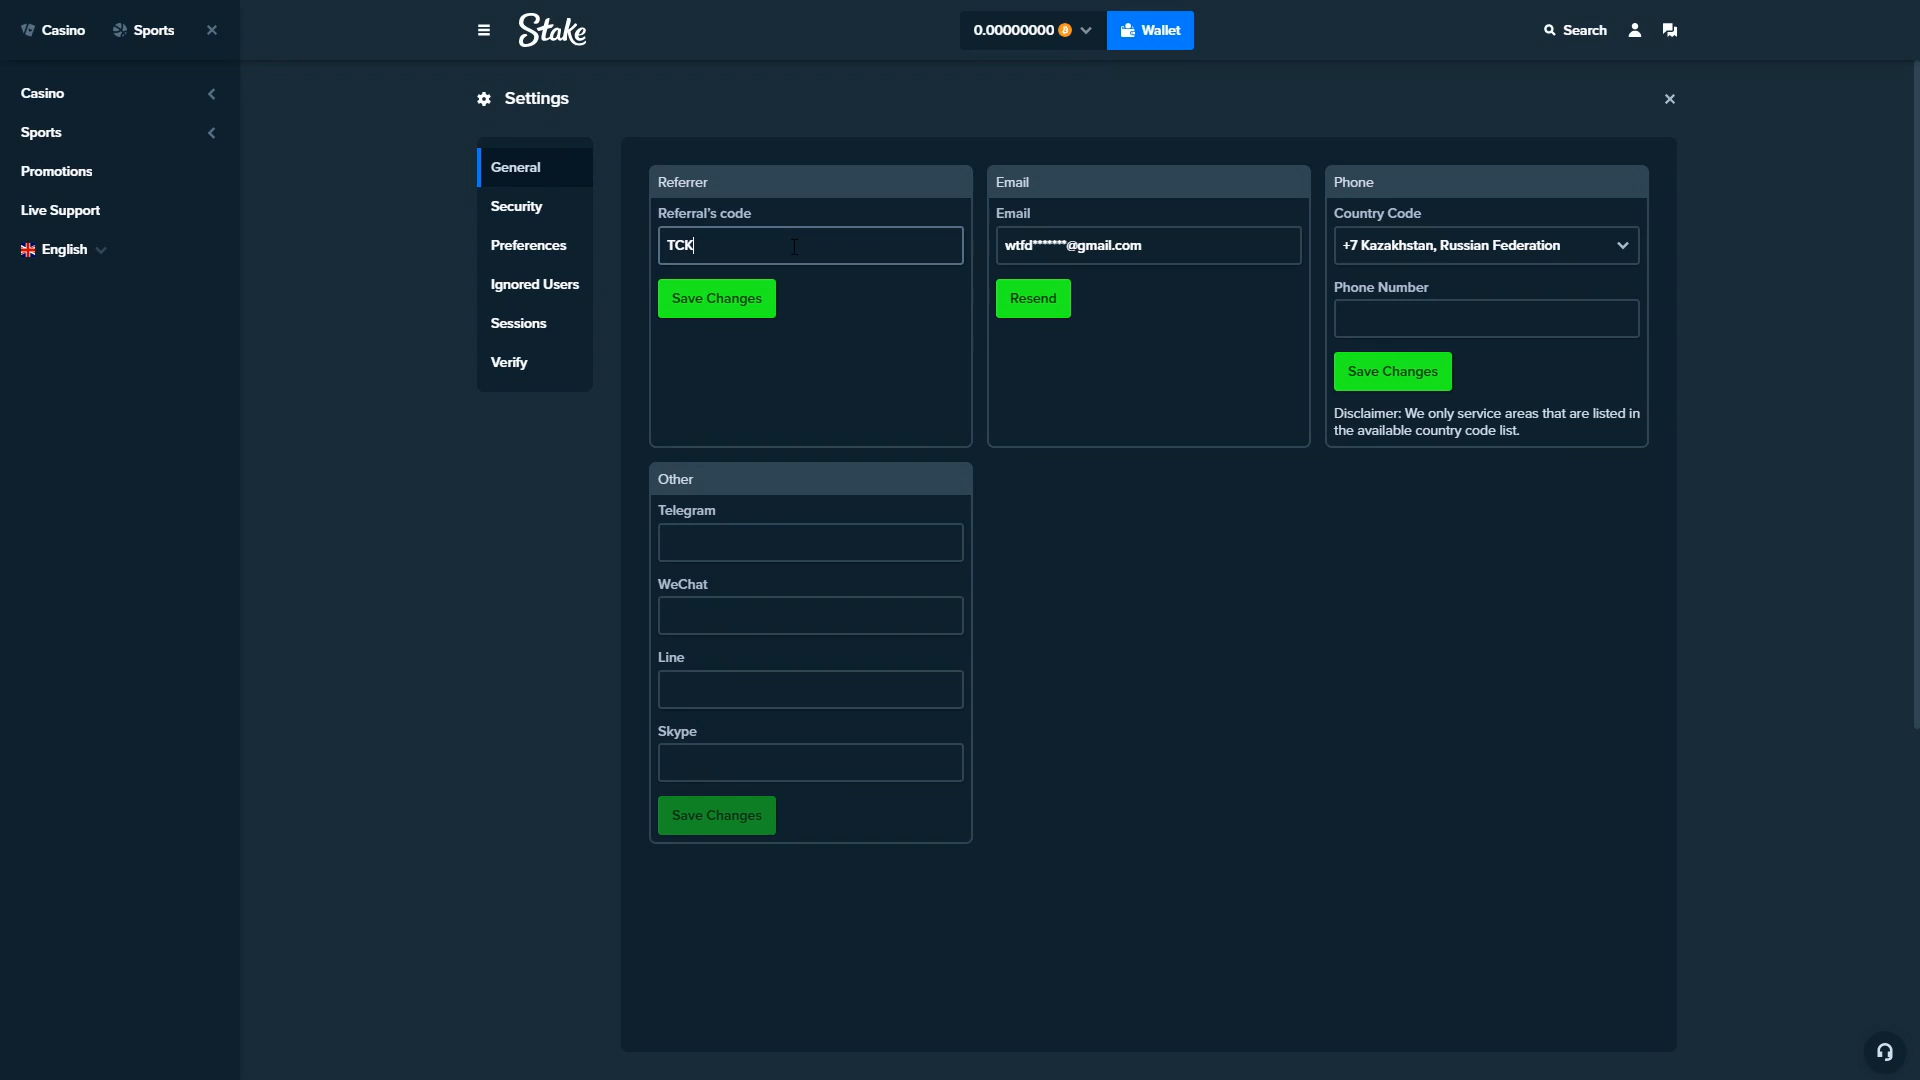 Casino
Sports
Stake
0.00000000
Wallet
Search
Casino
Sports
Promotions
Live Support
English
Settings
General
Security
Preferences
Ignored Users
Sessions
Verify
Referrer
Referral's code
TCK
Save Changes
Email
Email
wtfd*******@gmail.com
Resend
Phone
Country Code
+7 Kazakhstan, Russian Federation
Phone Number
Save Changes
Disclaimer: We only service areas that are listed in
the available country code list.
Other
Telegram
WeChat
Line
Skype
Save Changes